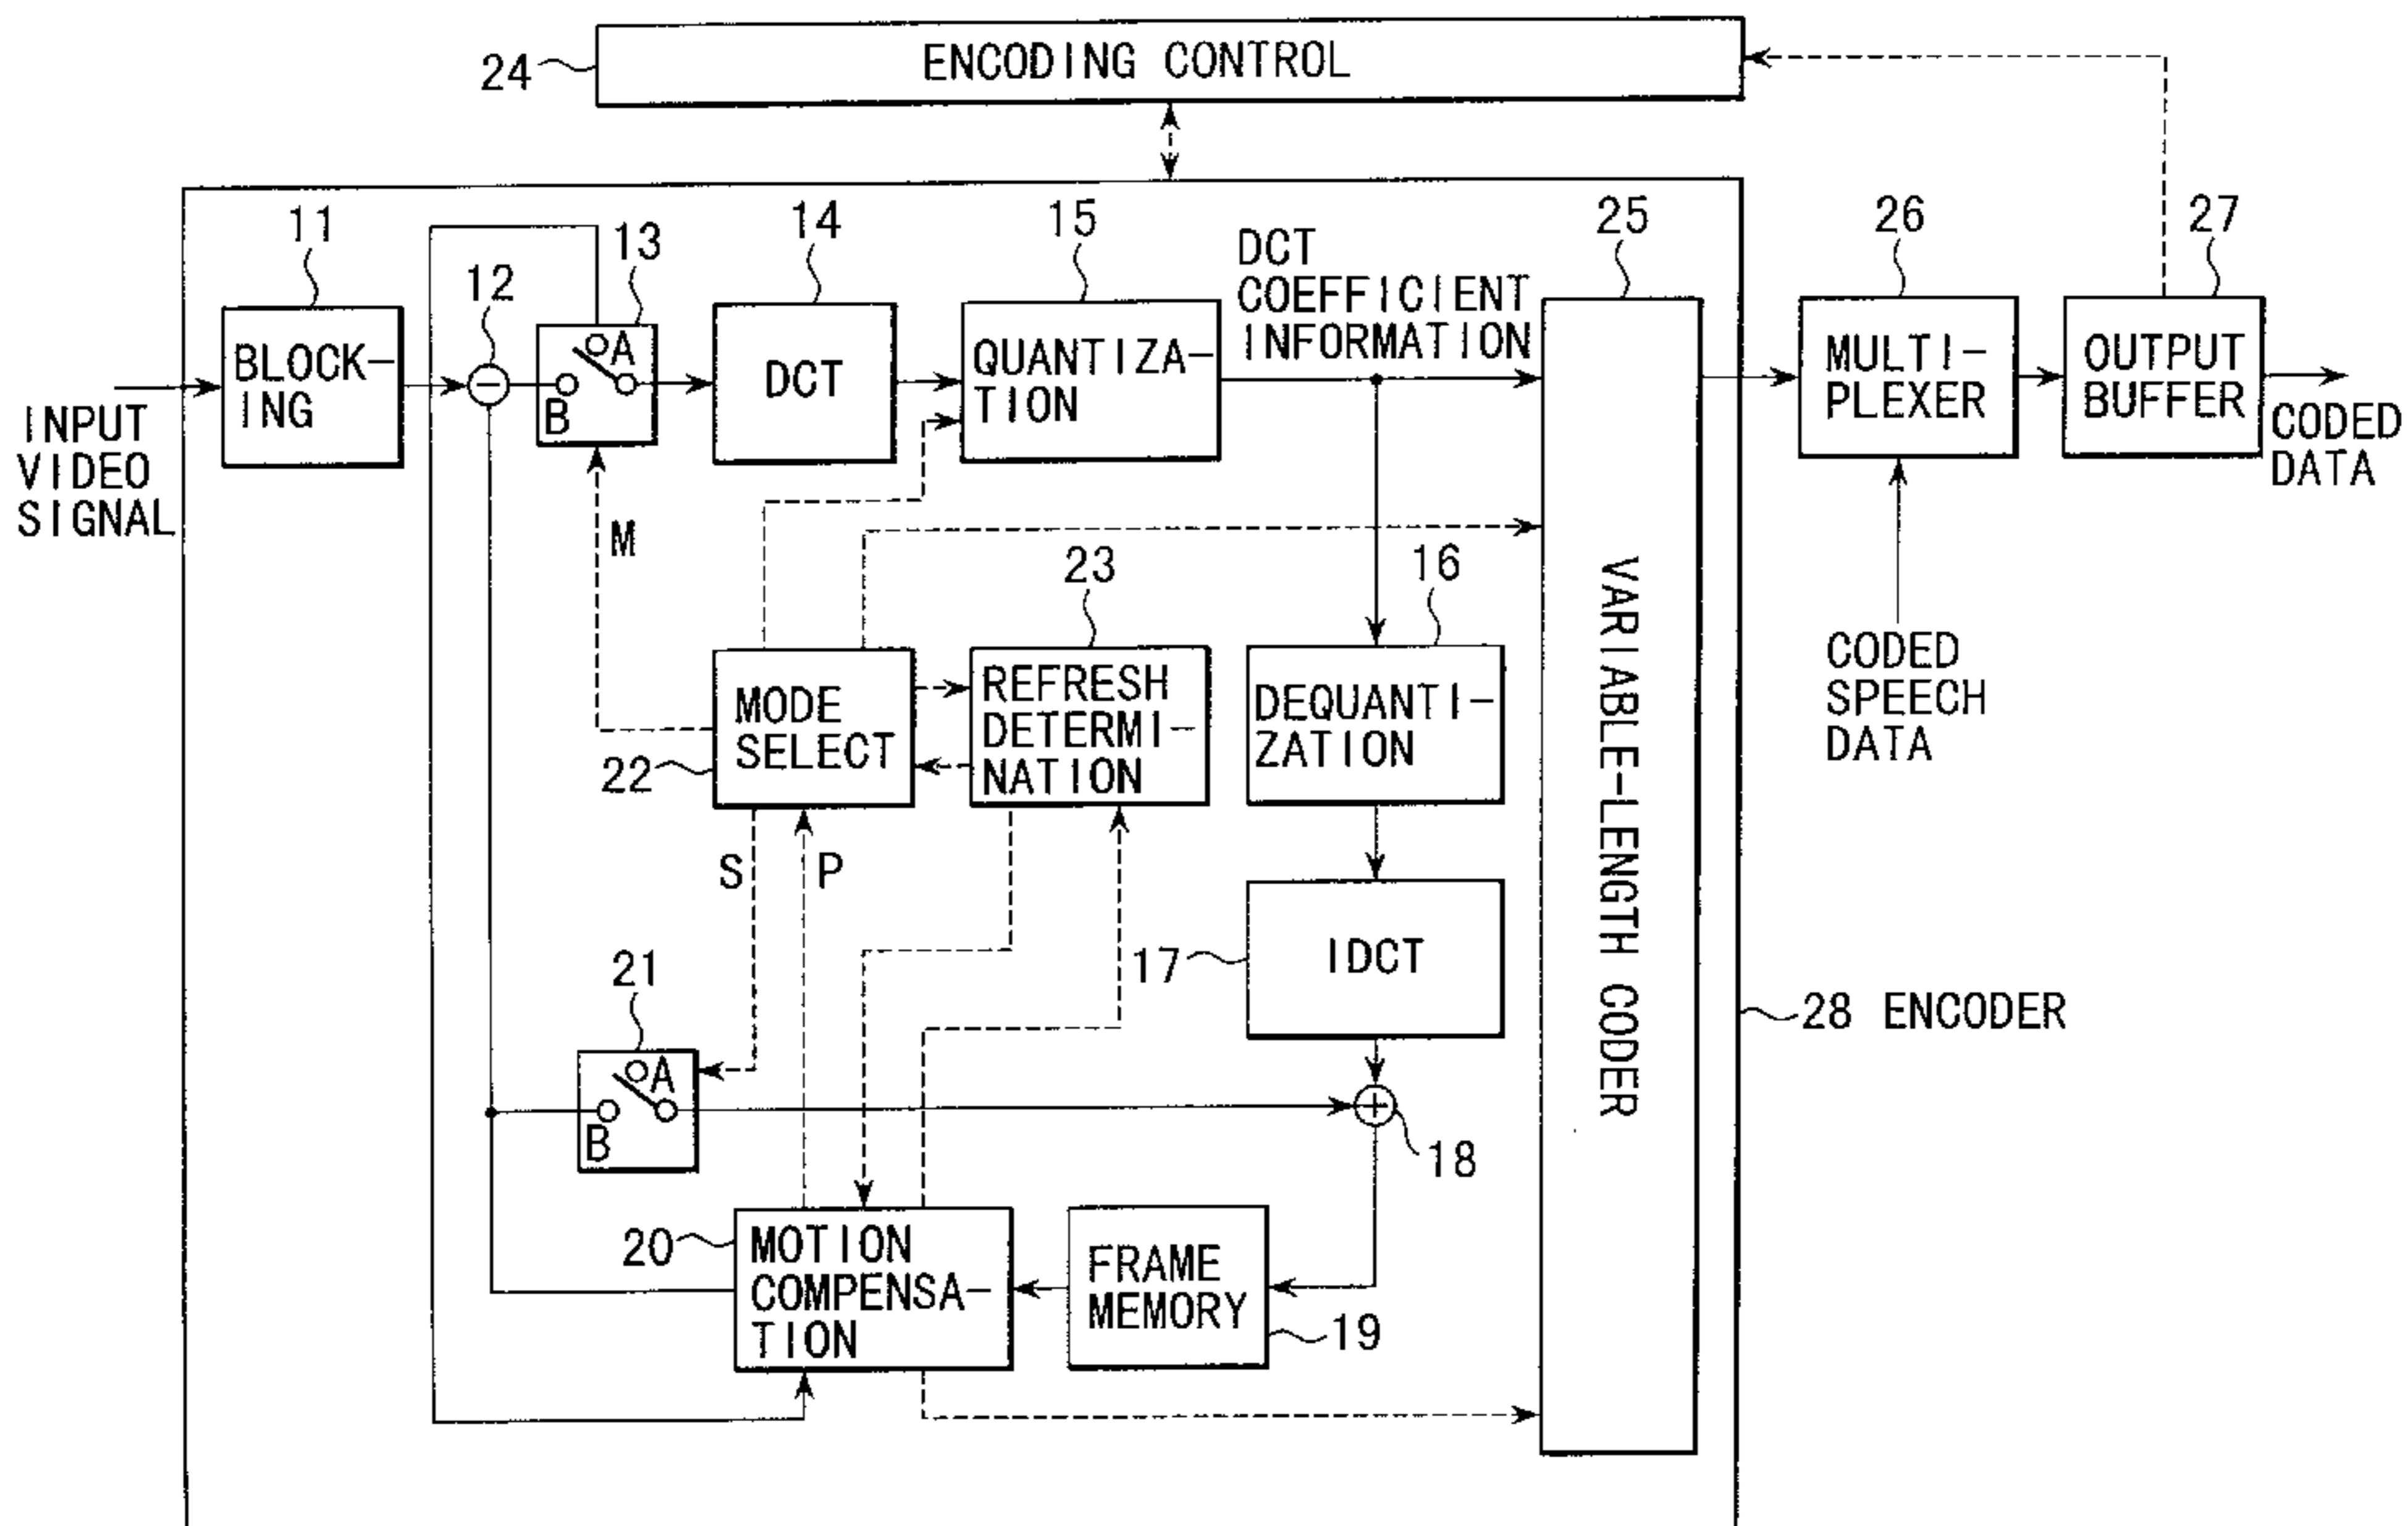 24
ENCODING CONTROL
11
12
13
14
15
DCT
COEFFICIENT
INFORMATION
25
26
27
INPUT
VIDEO
SIGNAL
BLOCK-
ING
A
B
DCT
QUANTIZA-
TION
MULTI-
PLEXER
OUTPUT
BUFFER
CODED
DATA
M
23
16
VARIABLE-LENGTH CODER
CODED
SPEECH
DATA
MODE
SELECT
22
REFRESH
DETERMI-
NATION
DEQUANTI-
ZATION
S
P
21
17
IDCT
28 ENCODER
A
B
18
20
MOTION
COMPENSA-
TION
FRAME
MEMORY
19